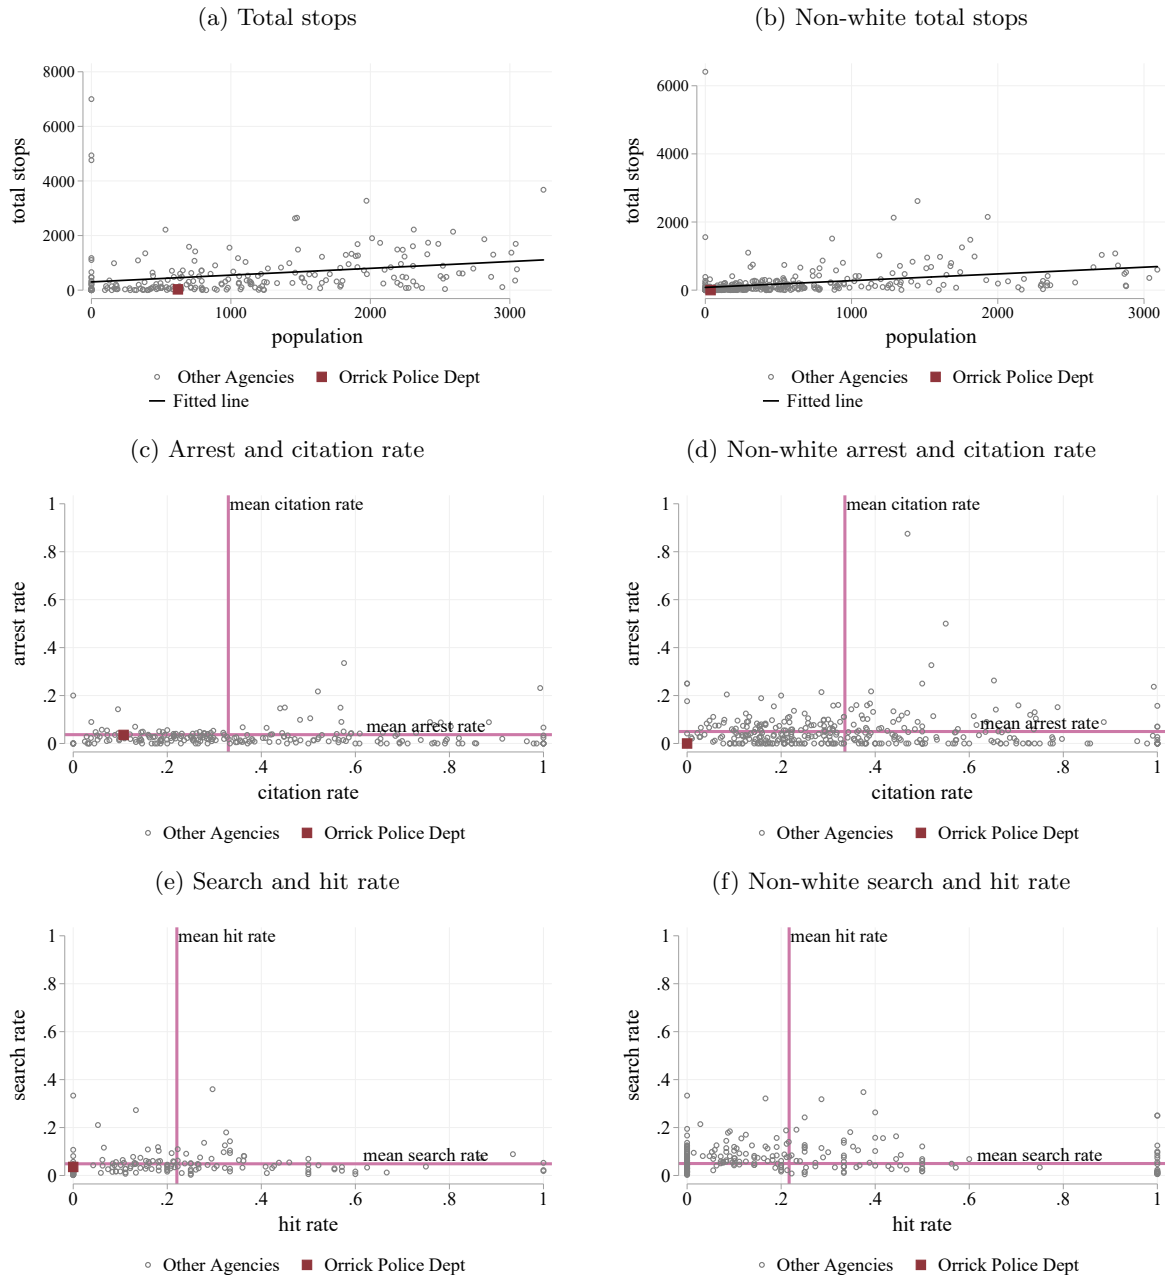 (a) Total stops
8000
6000
4000
2000
0
total stops
0 1000 2000 3000
population
Other Agencies Orrick Police Dept
Fitted line
(b) Non-white total stops
6000
4000
2000
0
total stops
0 1000 2000 3000
population
Other Agencies Orrick Police Dept
Fitted line
(c) Arrest and citation rate
1
.8
.6
.4
.2
0
arrest rate
mean citation rate
mean arrest rate
0 .2 .4 .6 .8 1
citation rate
Other Agencies Orrick Police Dept
(d) Non-white arrest and citation rate
1
.8
.6
.4
.2
0
arrest rate
mean citation rate
mean arrest rate
0 .2 .4 .6 .8 1
citation rate
Other Agencies Orrick Police Dept
(e) Search and hit rate
1
.8
.6
.4
.2
0
search rate
mean hit rate
mean search rate
0 .2 .4 .6 .8 1
hit rate
Other Agencies Orrick Police Dept
(f) Non-white search and hit rate
1
.8
.6
.4
.2
0
search rate
mean hit rate
mean search rate
0 .2 .4 .6 .8 1
hit rate
Other Agencies Orrick Police Dept